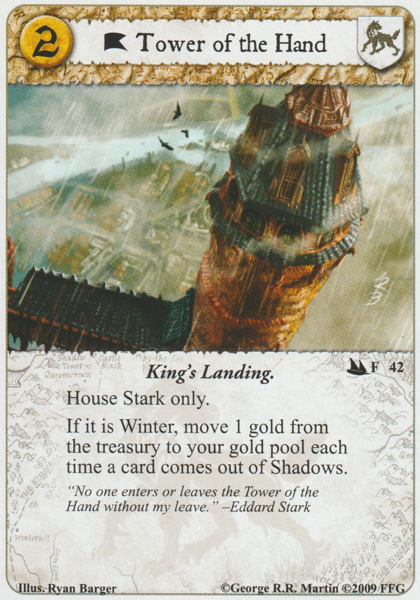 2
Tower of the Hand
King's Landing.
F 42
House Stark only.
If it is Winter, move 1 gold from
the treasury to your gold pool each
time a card comes out of Shadows.
"No one enters or leaves the Tower of the
Hand without my leave." –Eddard Stark
Illus. Ryan Barger
©George R.R. Martin ©2009 FFG